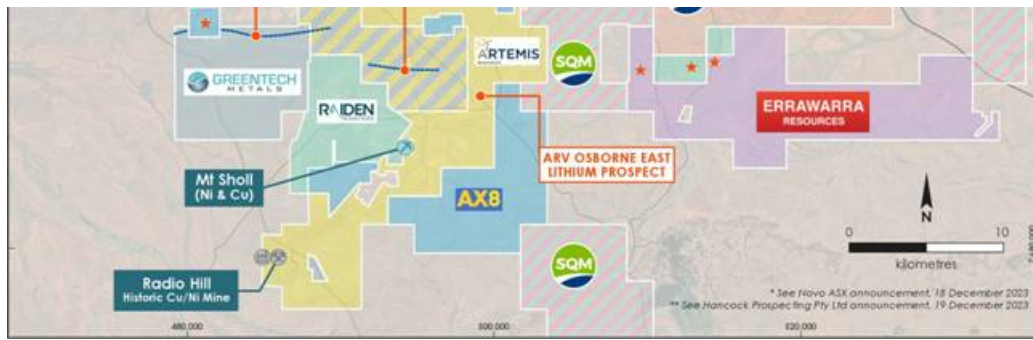 ARTEMIS
SQM
GREENTECH
METALS
RAIDEN
ERRAWARRA
RESOURCES
ARV OSBORNE EAST
LITHIUM PROSPECT
Mt Sholl
(Ni & Cu)
AX8
N
0
10
kilometres
SQM
Radio Hill
Historic Cu/Ni Mine
* See Novo ASX announcement, 18 December 2023
** See Hancock Prospecting Pty Ltd announcement, 19 December 2023
480,000
500,000
520,000